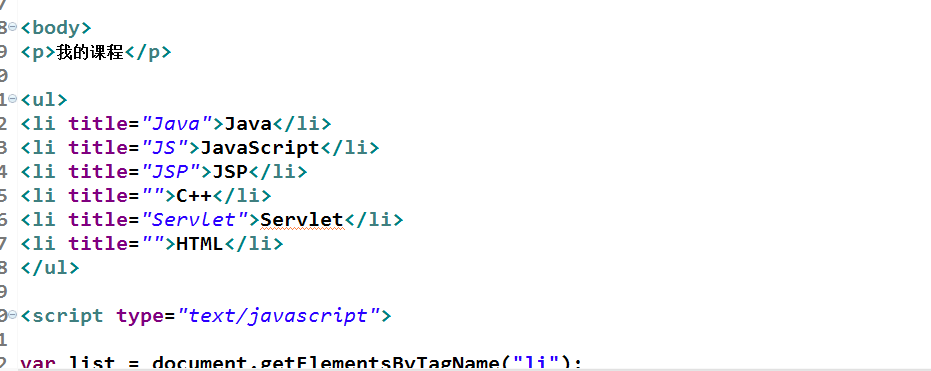 8 <body>
9 <p>我的课程</p>
0
1 <ul>
2 <li title="Java">Java</li>
3 <li title="JS">JavaScript</li>
4 <li title="JSP">JSP</li>
5 <li title="">C++</li>
6 <li title="Servlet">Servlet</li>
7 <li title="">HTML</li>
8 </ul>
9
0 <script type="text/javascript">
1
2 var list = document.getElementsByTagName("li");